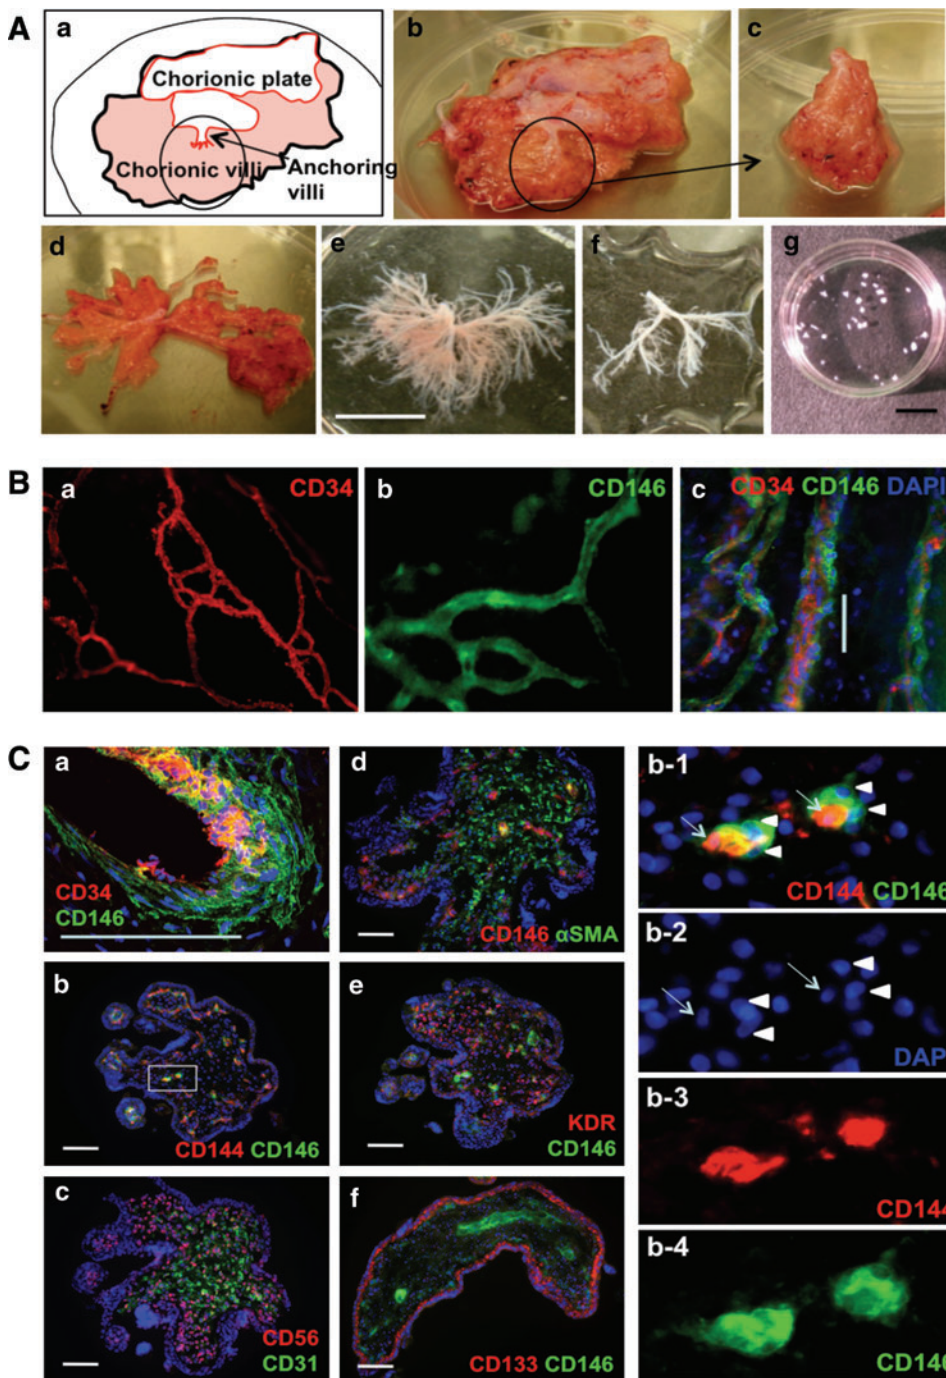 A
a
Chorionic plate
Chorionic villi
Anchoring
villi
b
c
d
e
f
g
B
a
CD34
b
CD146
c
CD34 CD146 DAPI
C
a
CD34
CD146
d
CD146 αSMA
b
CD144 CD146
e
KDR
CD146
c
CD56
CD31
f
CD133 CD146
b-1
CD144 CD146
b-2
DAPI
b-3
CD144
b-4
CD146